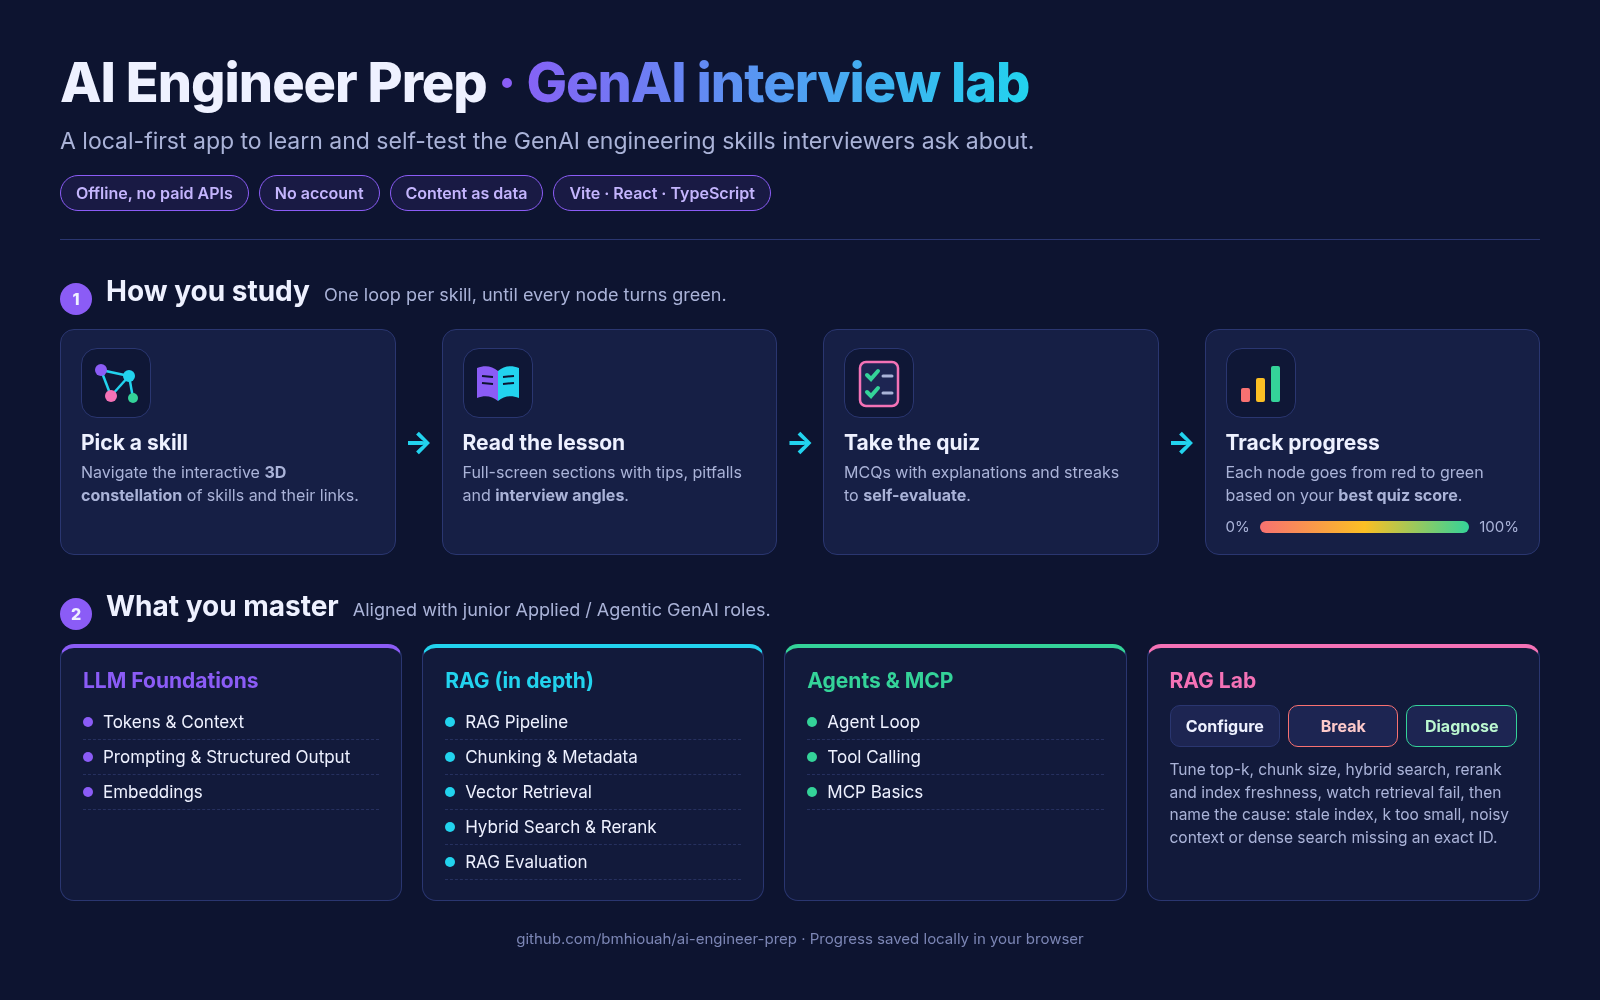 AI Engineer Prep · GenAI interview lab
A local-first app to learn and self-test the GenAI engineering skills interviewers ask about.
Offline, no paid APIs
No account
Content as data
Vite · React · TypeScript
1 How you study One loop per skill, until every node turns green.
Pick a skill
Navigate the interactive 3D
constellation of skills and their links.
→
Read the lesson
Full-screen sections with tips, pitfalls
and interview angles.
→
Take the quiz
MCQs with explanations and streaks
to self-evaluate.
→
Track progress
Each node goes from red to green
based on your best quiz score.
0% 100%
2 What you master Aligned with junior Applied / Agentic GenAI roles.
LLM Foundations
Tokens & Context
Prompting & Structured Output
Embeddings
RAG (in depth)
RAG Pipeline
Chunking & Metadata
Vector Retrieval
Hybrid Search & Rerank
RAG Evaluation
Agents & MCP
Agent Loop
Tool Calling
MCP Basics
RAG Lab
Configure
Break
Diagnose
Tune top-k, chunk size, hybrid search, rerank
and index freshness, watch retrieval fail, then
name the cause: stale index, k too small, noisy
context or dense search missing an exact ID.
github.com/bmhiouah/ai-engineer-prep · Progress saved locally in your browser